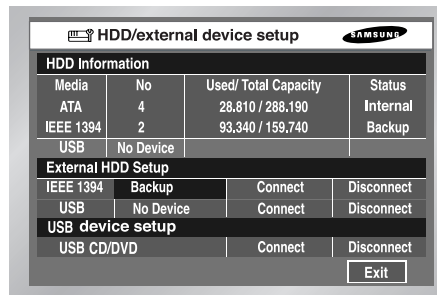 HDD/external device setup SAMSUNG
HDD Information
Media No Used/ Total Capacity Status
ATA 4 28.810 / 288.190 Internal
IEEE 1394 2 93.340 / 159.740 Backup
USB No Device
External HDD Setup
IEEE 1394 Backup Connect Disconnect
USB No Device Connect Disconnect
USB device setup
USB CD/DVD Connect Disconnect
Exit